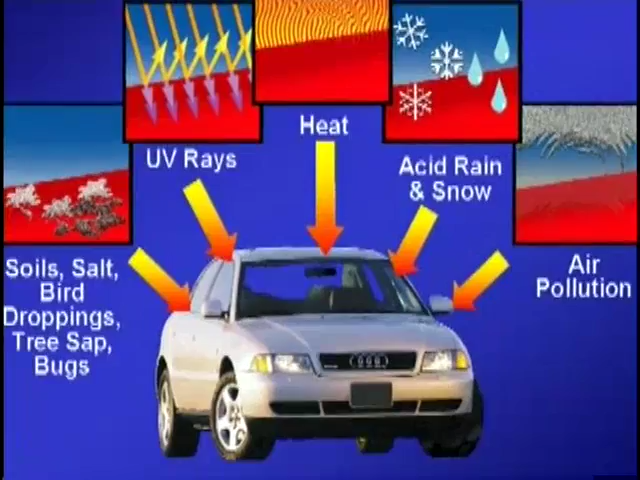 UV Rays
Heat
Acid Rain
& Snow
Soils, Salt,
Bird
Droppings,
Tree Sap,
Bugs
Air
Pollution